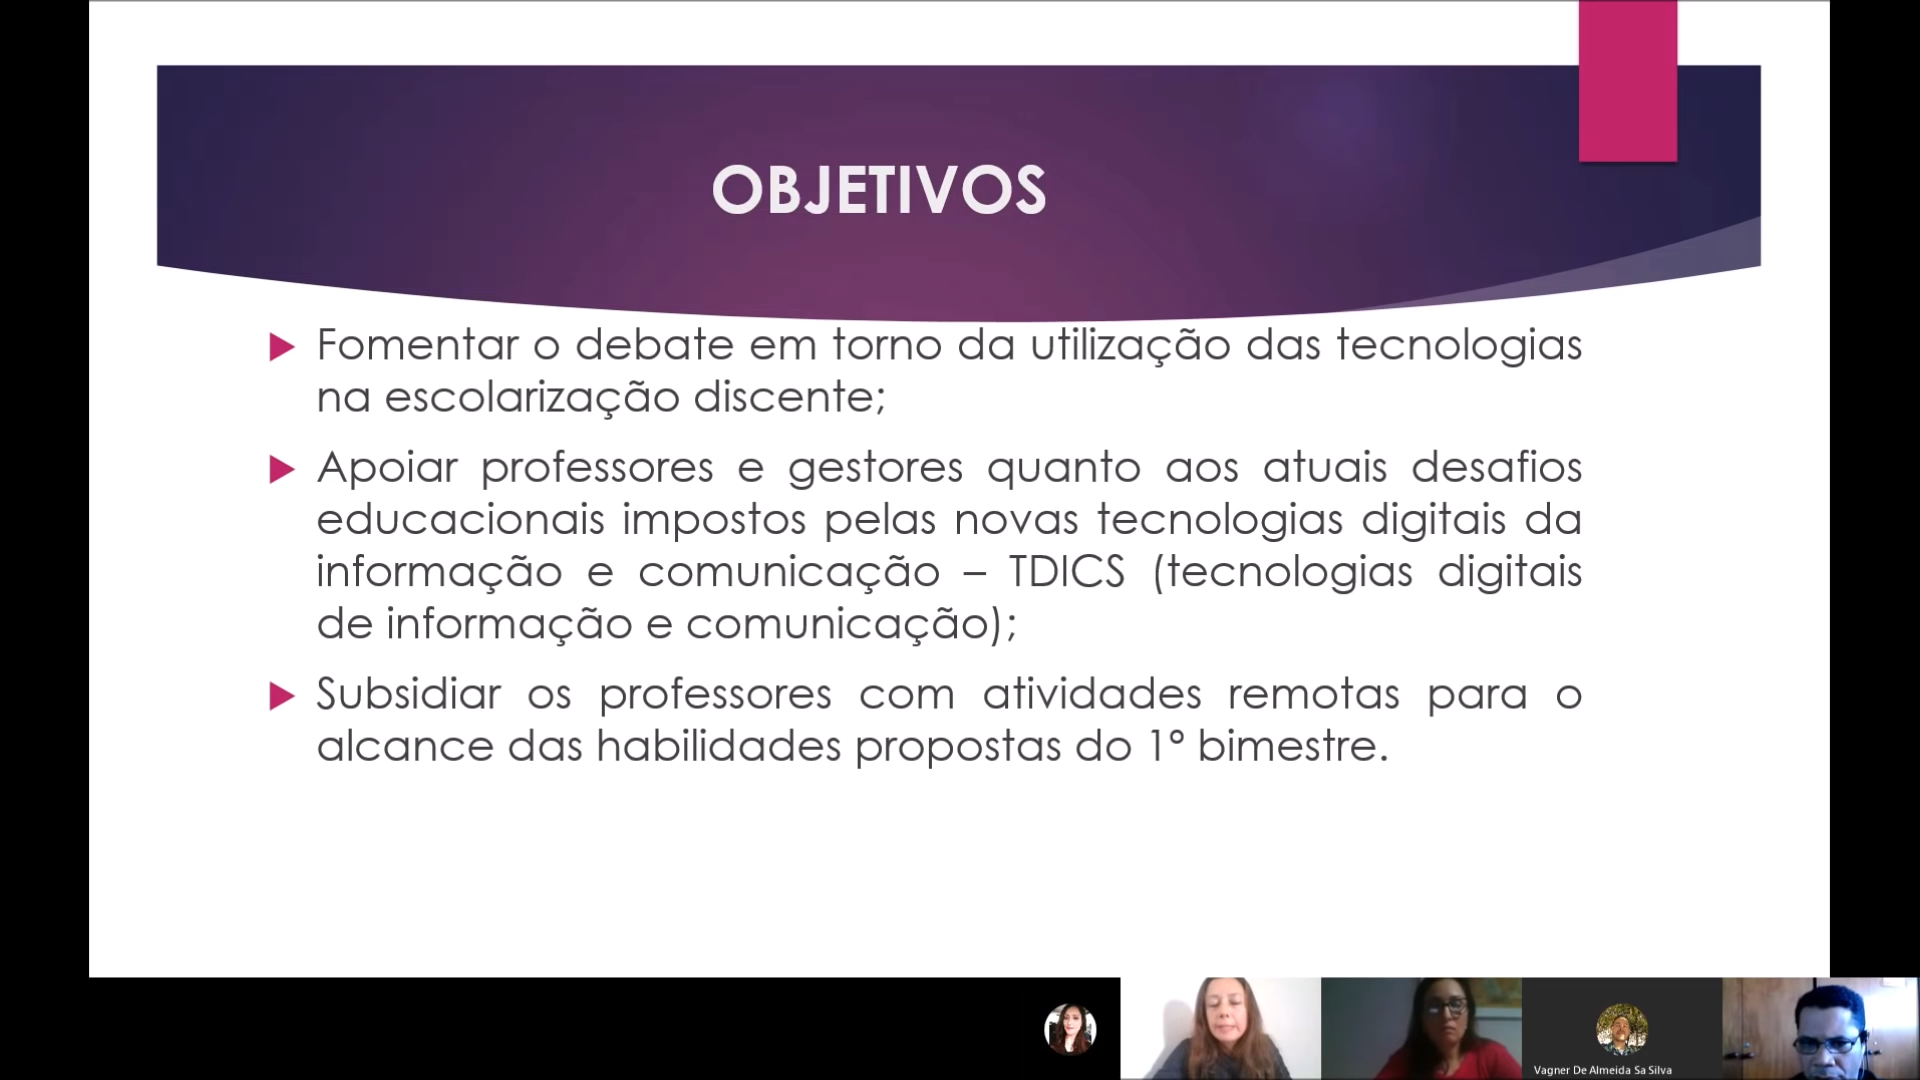 OBJETIVOS
Fomentar o debate em torno da utilização das tecnologias
na escolarização discente;
Apoiar professores e gestores quanto aos atuais desafios
educacionais impostos pelas novas tecnologias digitais da
informação e comunicação – TDICS (tecnologias digitais
de informação e comunicação);
Subsidiar os professores com atividades remotas para o
alcance das habilidades propostas do 1º bimestre.
Vagner De Almeida Sa Silva